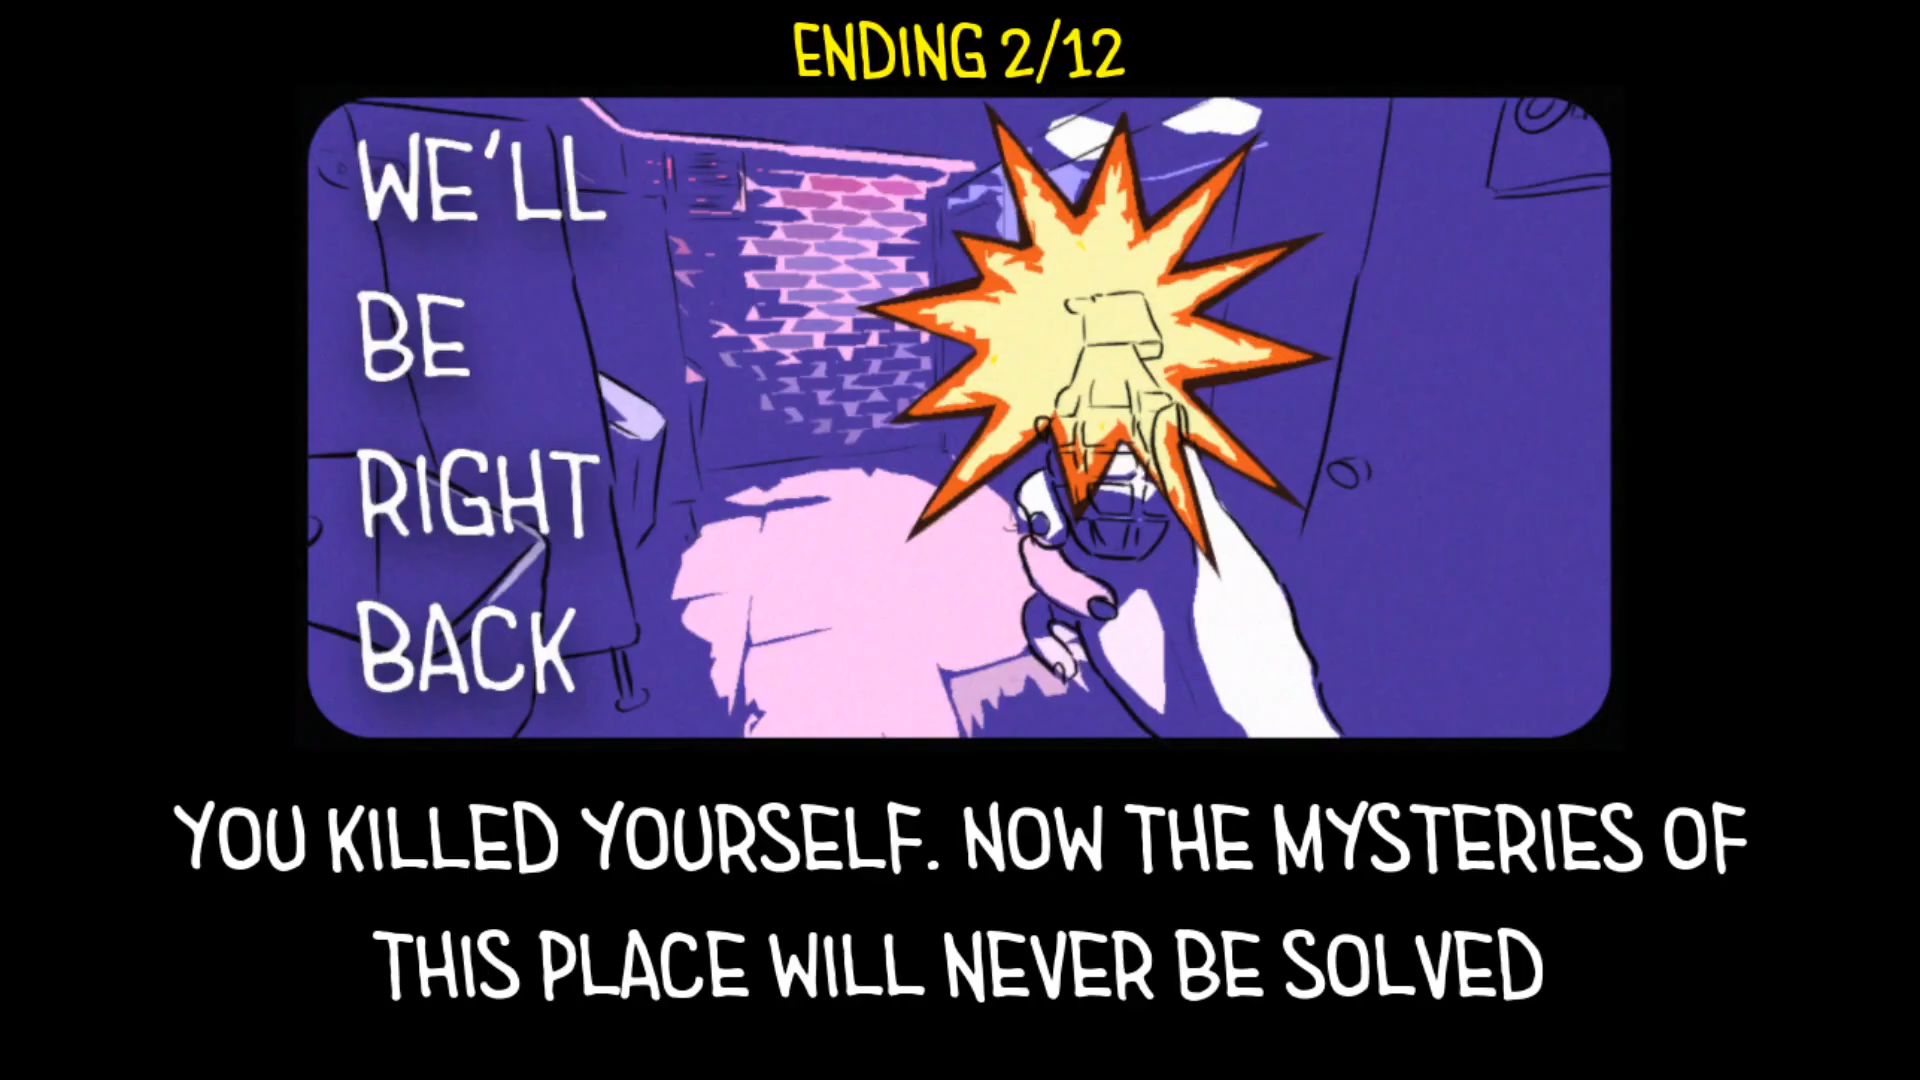 ENDING 2/12
WE'LL
BE
RIGHT
BACK
YOU KILLED YOURSELF. NOW THE MYSTERIES OF
THIS PLACE WILL NEVER BE SOLVED